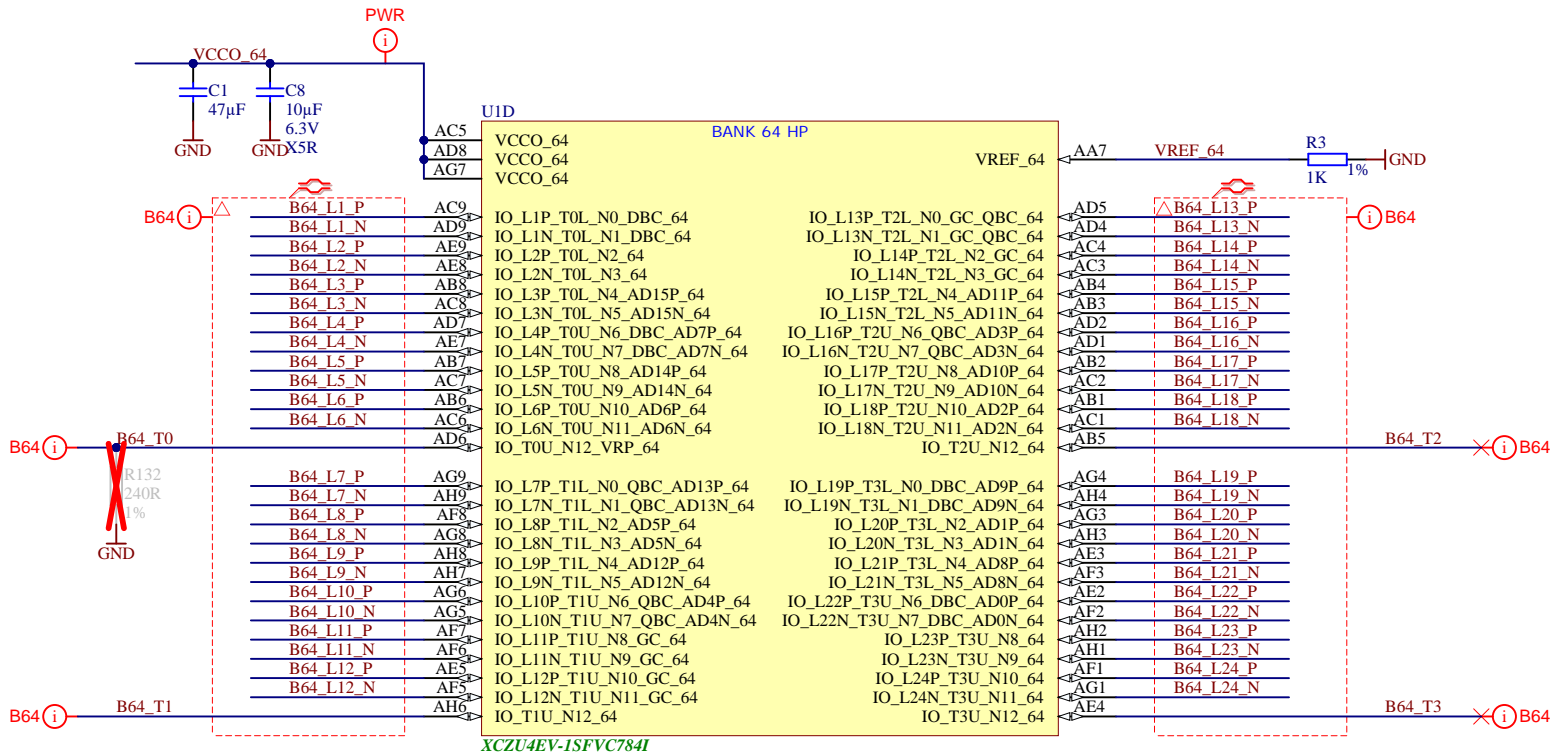 PWR
VCCO_64
C1
47µF
GND
C8
10µF
6.3V
X5R
GND
U1D
BANK 64 HP
AC5 VCCO_64
AD8 VCCO_64
AG7 VCCO_64
VREF_64 AA7 VREF_64
R3
1K
1%
GND
B64
B64_L1_P AC9 IO_L1P_T0L_N0_DBC_64
B64_L1_N AD9 IO_L1N_T0L_N1_DBC_64
B64_L2_P AE9 IO_L2P_T0L_N2_64
B64_L2_N AE8 IO_L2N_T0L_N3_64
B64_L3_P AB8 IO_L3P_T0L_N4_AD15P_64
B64_L3_N AC8 IO_L3N_T0L_N5_AD15N_64
B64_L4_P AD7 IO_L4P_T0U_N6_DBC_AD7P_64
B64_L4_N AE7 IO_L4N_T0U_N7_DBC_AD7N_64
B64_L5_P AB7 IO_L5P_T0U_N8_AD14P_64
B64_L5_N AC7 IO_L5N_T0U_N9_AD14N_64
B64_L6_P AB6 IO_L6P_T0U_N10_AD6P_64
B64_L6_N AC6 IO_L6N_T0U_N11_AD6N_64
B64 B64_T0 AD6 IO_T0U_N12_VRP_64
R132
240R
1%
GND
B64_L7_P AG9 IO_L7P_T1L_N0_QBC_AD13P_64
B64_L7_N AH9 IO_L7N_T1L_N1_QBC_AD13N_64
B64_L8_P AF8 IO_L8P_T1L_N2_AD5P_64
B64_L8_N AG8 IO_L8N_T1L_N3_AD5N_64
B64_L9_P AH8 IO_L9P_T1L_N4_AD12P_64
B64_L9_N AH7 IO_L9N_T1L_N5_AD12N_64
B64_L10_P AG6 IO_L10P_T1U_N6_QBC_AD4P_64
B64_L10_N AG5 IO_L10N_T1U_N7_QBC_AD4N_64
B64_L11_P AF7 IO_L11P_T1U_N8_GC_64
B64_L11_N AF6 IO_L11N_T1U_N9_GC_64
B64_L12_P AE5 IO_L12P_T1U_N10_GC_64
B64_L12_N AF5 IO_L12N_T1U_N11_GC_64
B64 B64_T1 AH6 IO_T1U_N12_64
IO_L13P_T2L_N0_GC_QBC_64 AD5 B64_L13_P
B64
IO_L13N_T2L_N1_GC_QBC_64 AD4 B64_L13_N
IO_L14P_T2L_N2_GC_64 AC4 B64_L14_P
IO_L14N_T2L_N3_GC_64 AC3 B64_L14_N
IO_L15P_T2L_N4_AD11P_64 AB4 B64_L15_P
IO_L15N_T2L_N5_AD11N_64 AB3 B64_L15_N
IO_L16P_T2U_N6_QBC_AD3P_64 AD2 B64_L16_P
IO_L16N_T2U_N7_QBC_AD3N_64 AD1 B64_L16_N
IO_L17P_T2U_N8_AD10P_64 AB2 B64_L17_P
IO_L17N_T2U_N9_AD10N_64 AC2 B64_L17_N
IO_L18P_T2U_N10_AD2P_64 AB1 B64_L18_P
IO_L18N_T2U_N11_AD2N_64 AC1 B64_L18_N
IO_T2U_N12_64 AB5 B64_T2 B64
IO_L19P_T3L_N0_DBC_AD9P_64 AG4 B64_L19_P
IO_L19N_T3L_N1_DBC_AD9N_64 AH4 B64_L19_N
IO_L20P_T3L_N2_AD1P_64 AG3 B64_L20_P
IO_L20N_T3L_N3_AD1N_64 AH3 B64_L20_N
IO_L21P_T3L_N4_AD8P_64 AE3 B64_L21_P
IO_L21N_T3L_N5_AD8N_64 AF3 B64_L21_N
IO_L22P_T3U_N6_DBC_AD0P_64 AE2 B64_L22_P
IO_L22N_T3U_N7_DBC_AD0N_64 AF2 B64_L22_N
IO_L23P_T3U_N8_64 AH2 B64_L23_P
IO_L23N_T3U_N9_64 AH1 B64_L23_N
IO_L24P_T3U_N10_64 AF1 B64_L24_P
IO_L24N_T3U_N11_64 AG1 B64_L24_N
IO_T3U_N12_64 AE4 B64_T3 B64
XCZU4EV-1SFVC784I